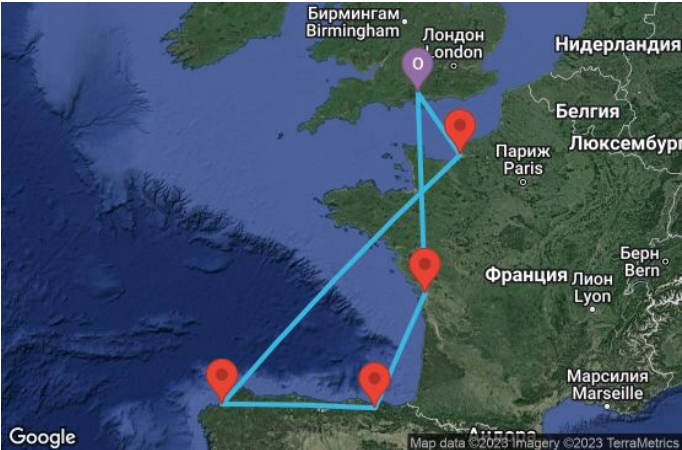 Бирмингам
Birmingham
Лондон
London
Нидерландия
Белгия
Люксембург
Париж
Paris
Берн
Bern
Франция
Лион
Lyon
Марсилия
Marseille
Андора
O
Google
Map data ©2023 Imagery ©2023 TerraMetrics